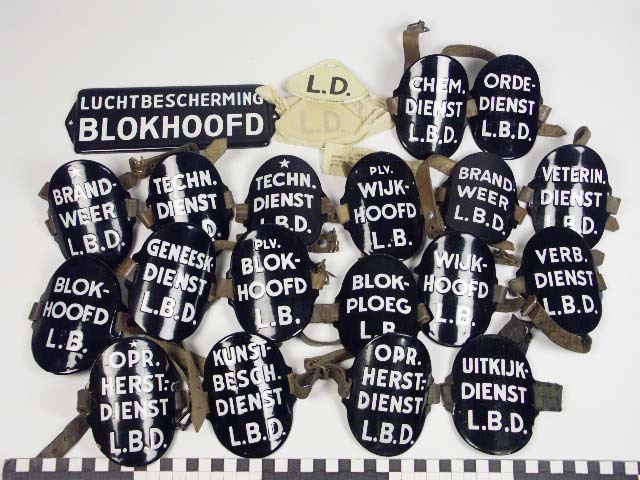 LUCHTBESCHERMING
BLOKHOOFD
L.D.
L.D.
CHEM.
DIENST
L.B.D.
ORDE-
DIENST
L.B.D.
BRAND-
WEER
L.B.D.
TECHN.
DIENST
D.
TECHN.
DIENST
L.B.D.
PLV.
WIJK-
HOOFD
L.B.
BRAND-
WEER
L.B.D.
VETERIN.
DIENST
L.B.D.
BLOK-
HOOFD
L.B.
GENEESK-
DIENST
L.B.D.
PLV.
BLOK-
HOOFD
L.B.
BLOK-
PLOEG
L.B.
WIJK-
HOOFD
L.B.
VERB.
DIENST
L.B.D.
OPR.
HERST:
DIENST
L.B.D.
KUNST-
BESCH.
DIENST
L.B.D.
OPR.
HERST:
DIENST
L.B.D.
UITKIJK-
DIENST
L.B.D.